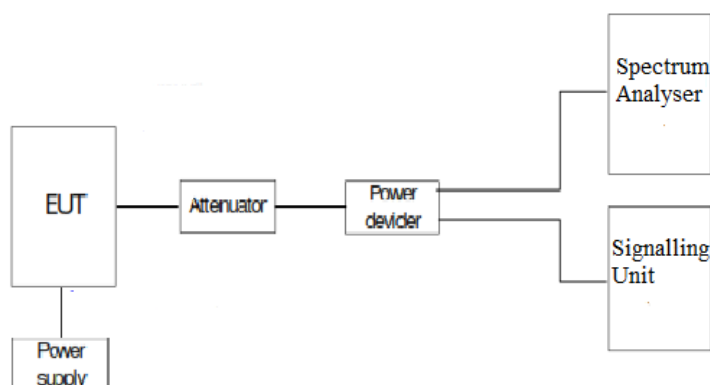 Spectrum
Analyser
EUT
Attenuator
Power
devider
Signalling
Unit
Power
supply